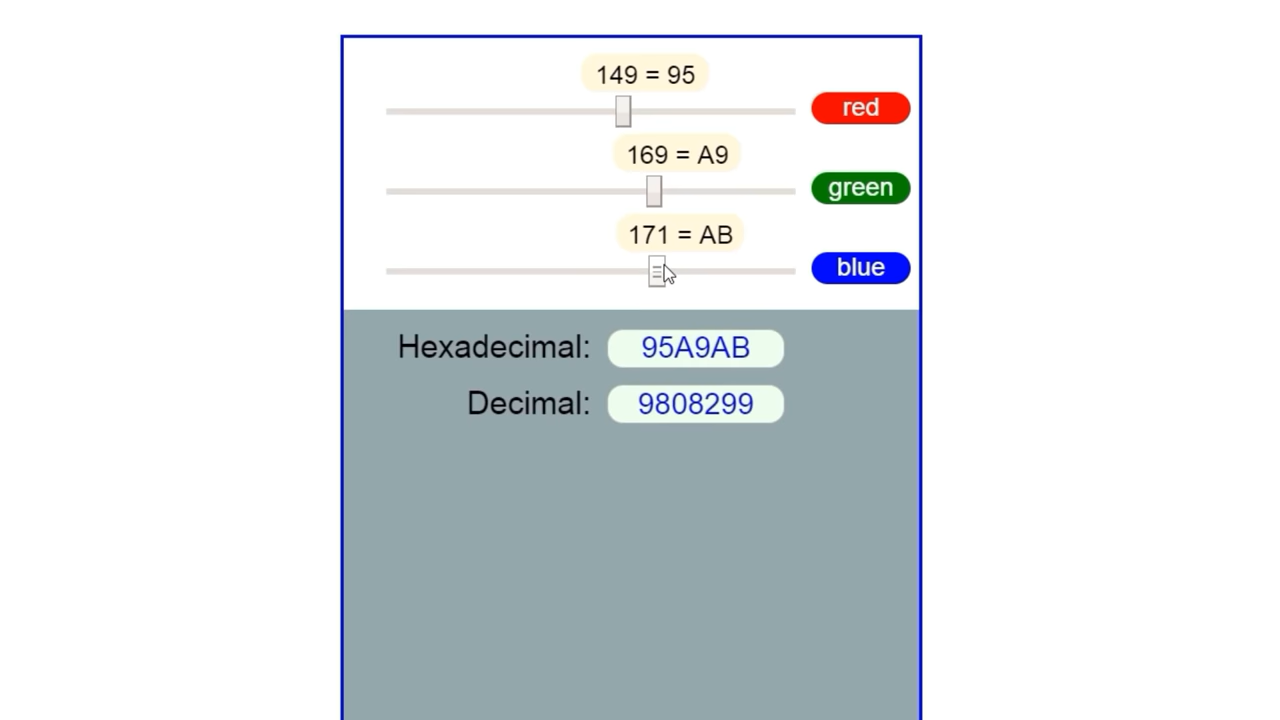 149 = 95
red
169 = A9
green
171 = AB
blue
Hexadecimal: 95A9AB
Decimal: 9808299